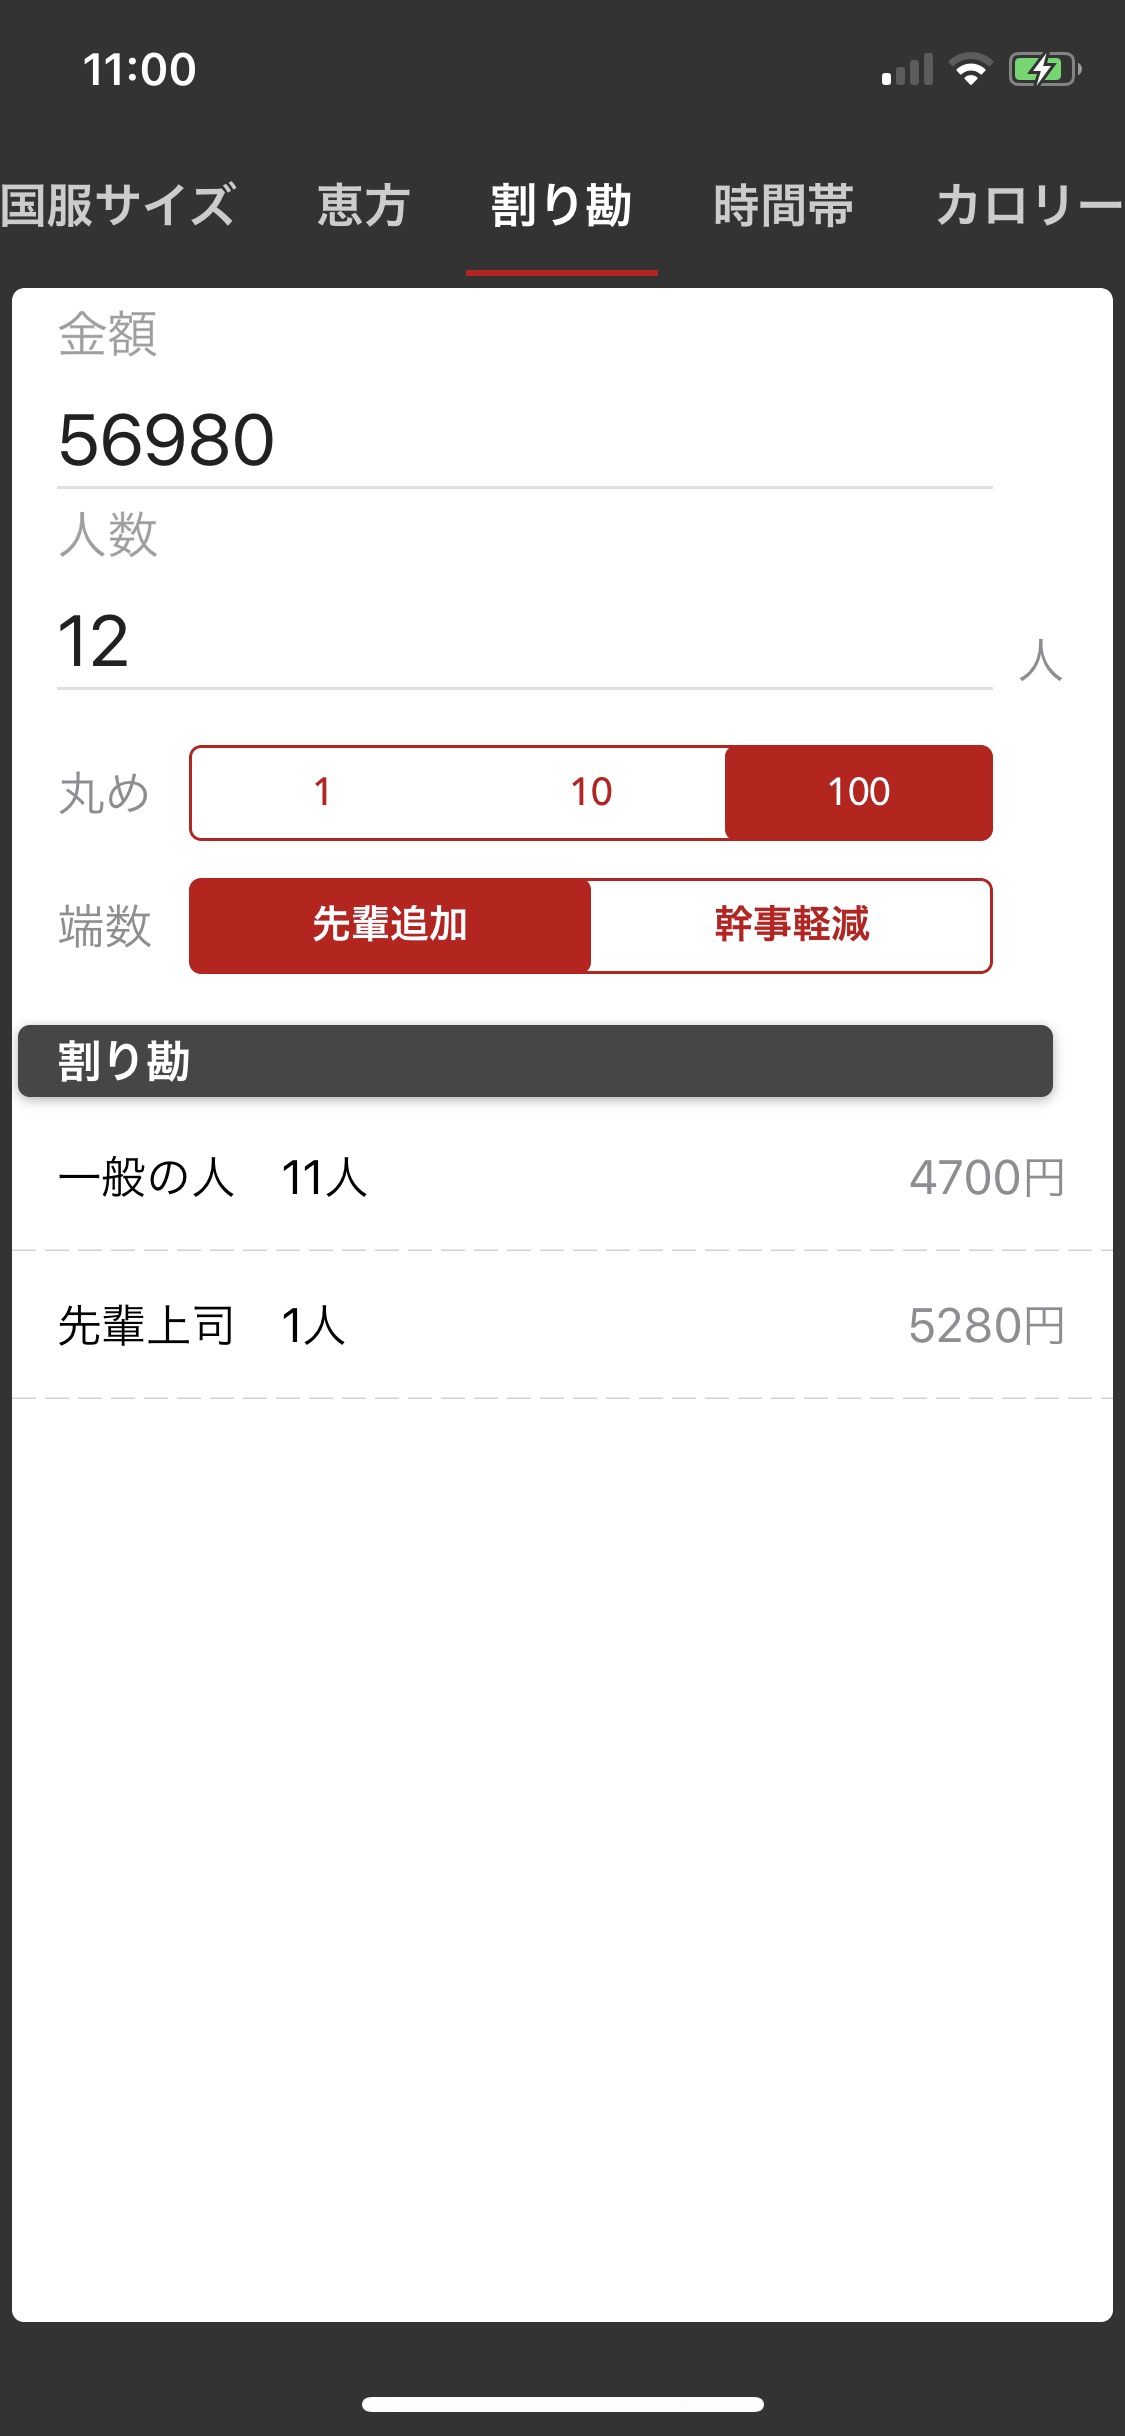 11:00
国服サイズ 恵方 割り勘 時間帯 カロリー
金額
56980
人数
12 人
丸め 1 10 100
端数 先輩追加 幹事軽減
割り勘
一般の人 11人 4700円
先輩上司 1人 5280円